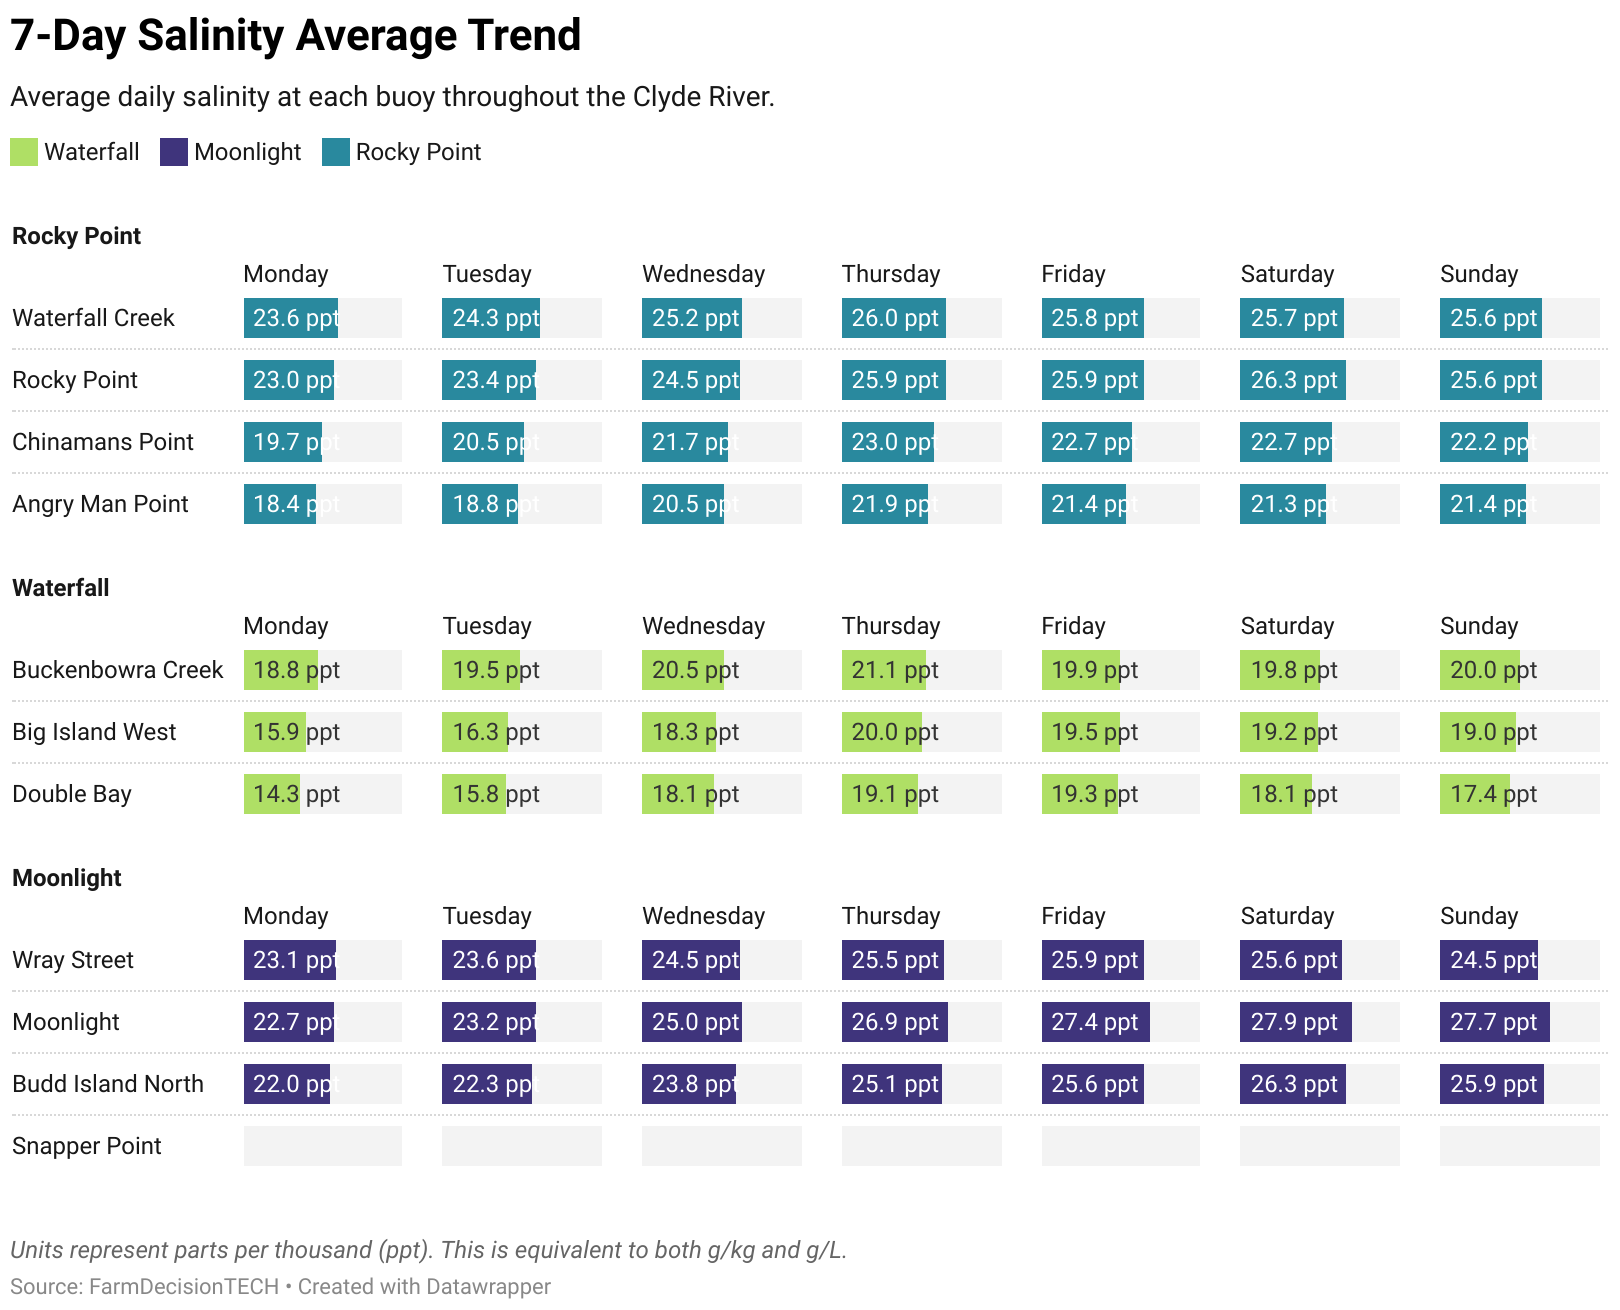 7-Day Salinity Average Trend
Average daily salinity at each buoy throughout the Clyde River.
Waterfall Moonlight Rocky Point
Rocky Point
Monday Tuesday Wednesday Thursday Friday Saturday Sunday
Waterfall Creek 23.6 ppt 24.3 ppt 25.2 ppt 26.0 ppt 25.8 ppt 25.7 ppt 25.6 ppt
Rocky Point 23.0 ppt 23.4 ppt 24.5 ppt 25.9 ppt 25.9 ppt 26.3 ppt 25.6 ppt
Chinamans Point 19.7 ppt 20.5 ppt 21.7 ppt 23.0 ppt 22.7 ppt 22.7 ppt 22.2 ppt
Angry Man Point 18.4 ppt 18.8 ppt 20.5 ppt 21.9 ppt 21.4 ppt 21.3 ppt 21.4 ppt
Waterfall
Monday Tuesday Wednesday Thursday Friday Saturday Sunday
Buckenbowra Creek 18.8 ppt 19.5 ppt 20.5 ppt 21.1 ppt 19.9 ppt 19.8 ppt 20.0 ppt
Big Island West 15.9 ppt 16.3 ppt 18.3 ppt 20.0 ppt 19.5 ppt 19.2 ppt 19.0 ppt
Double Bay 14.3 ppt 15.8 ppt 18.1 ppt 19.1 ppt 19.3 ppt 18.1 ppt 17.4 ppt
Moonlight
Monday Tuesday Wednesday Thursday Friday Saturday Sunday
Wray Street 23.1 ppt 23.6 ppt 24.5 ppt 25.5 ppt 25.9 ppt 25.6 ppt 24.5 ppt
Moonlight 22.7 ppt 23.2 ppt 25.0 ppt 26.9 ppt 27.4 ppt 27.9 ppt 27.7 ppt
Budd Island North 22.0 ppt 22.3 ppt 23.8 ppt 25.1 ppt 25.6 ppt 26.3 ppt 25.9 ppt
Snapper Point
Units represent parts per thousand (ppt). This is equivalent to both g/kg and g/L.
Source: FarmDecisionTECH • Created with Datawrapper